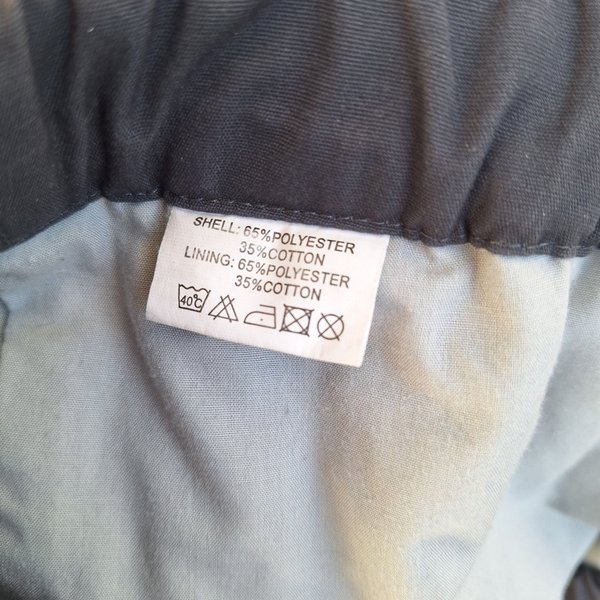 SHELL: 65%POLYESTER
35%COTTON
LINING: 65%POLYESTER
35%COTTON
40℃